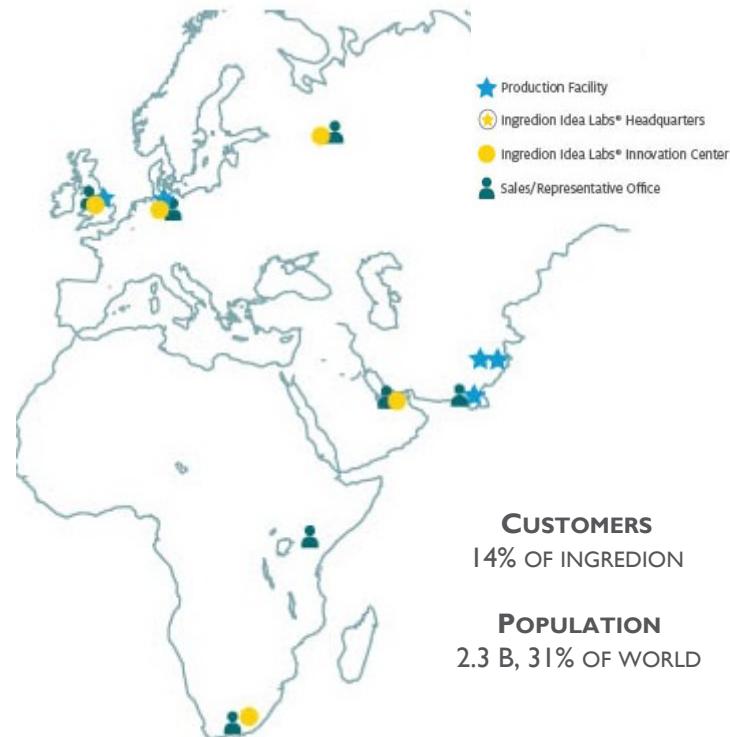 Production Facility
Ingredion Idea Labs® Headquarters
Ingredion Idea Labs® Innovation Center
Sales/Representative Office
CUSTOMERS
14% OF INGREDION
POPULATION
2.3 B, 31% OF WORLD